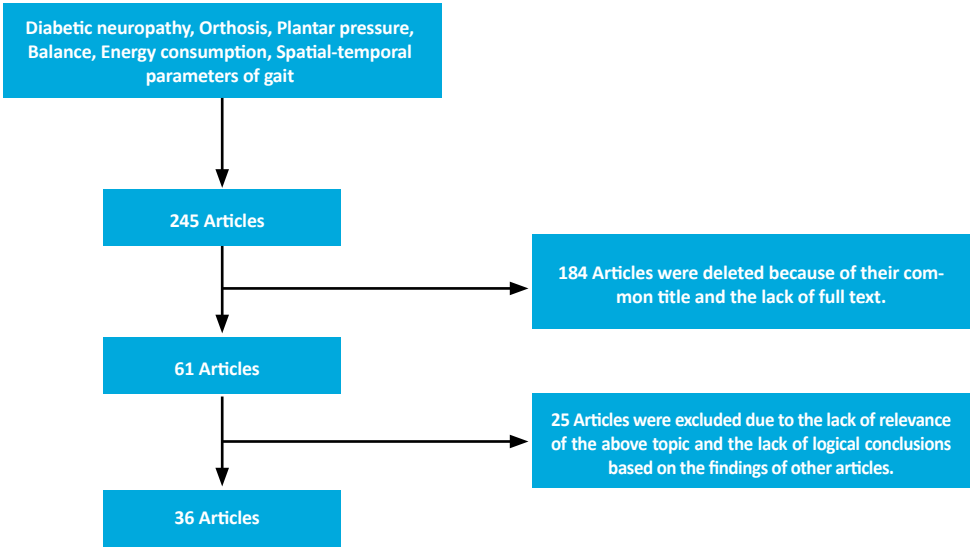 Diabetic neuropathy, Orthosis, Plantar pressure,
Balance, Energy consumption, Spatial-temporal
parameters of gait
245 Articles
184 Articles were deleted because of their com-
mon title and the lack of full text.
61 Articles
25 Articles were excluded due to the lack of relevance
of the above topic and the lack of logical conclusions
based on the findings of other articles.
36 Articles